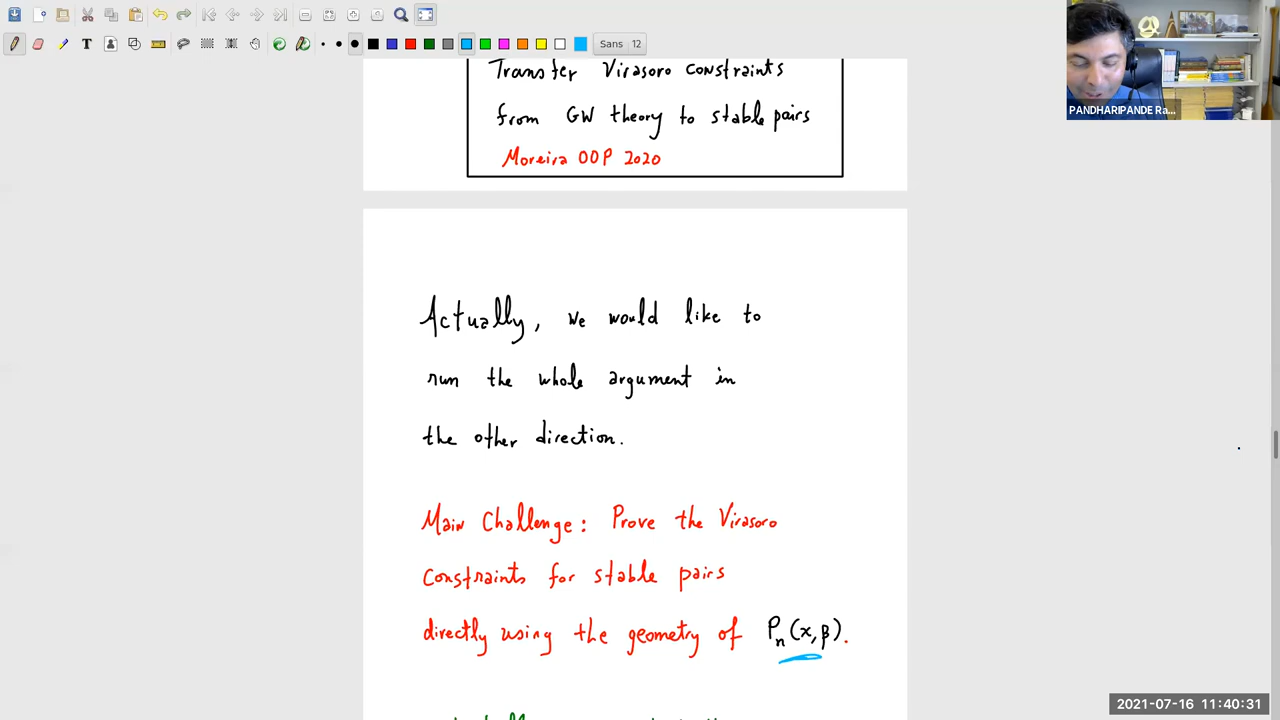 Sans 12
PANDHARIPANDE Ra...
Transfer Virasoro constraints
from GW theory to stable pairs
Moreira OOP 2020
Actually, we would like to
run the whole argument in
the other direction.
Main Challenge: Prove the Virasoro
constraints for stable pairs
directly using the geometry of Pn(X,β).
2021-07-16 11:40:31